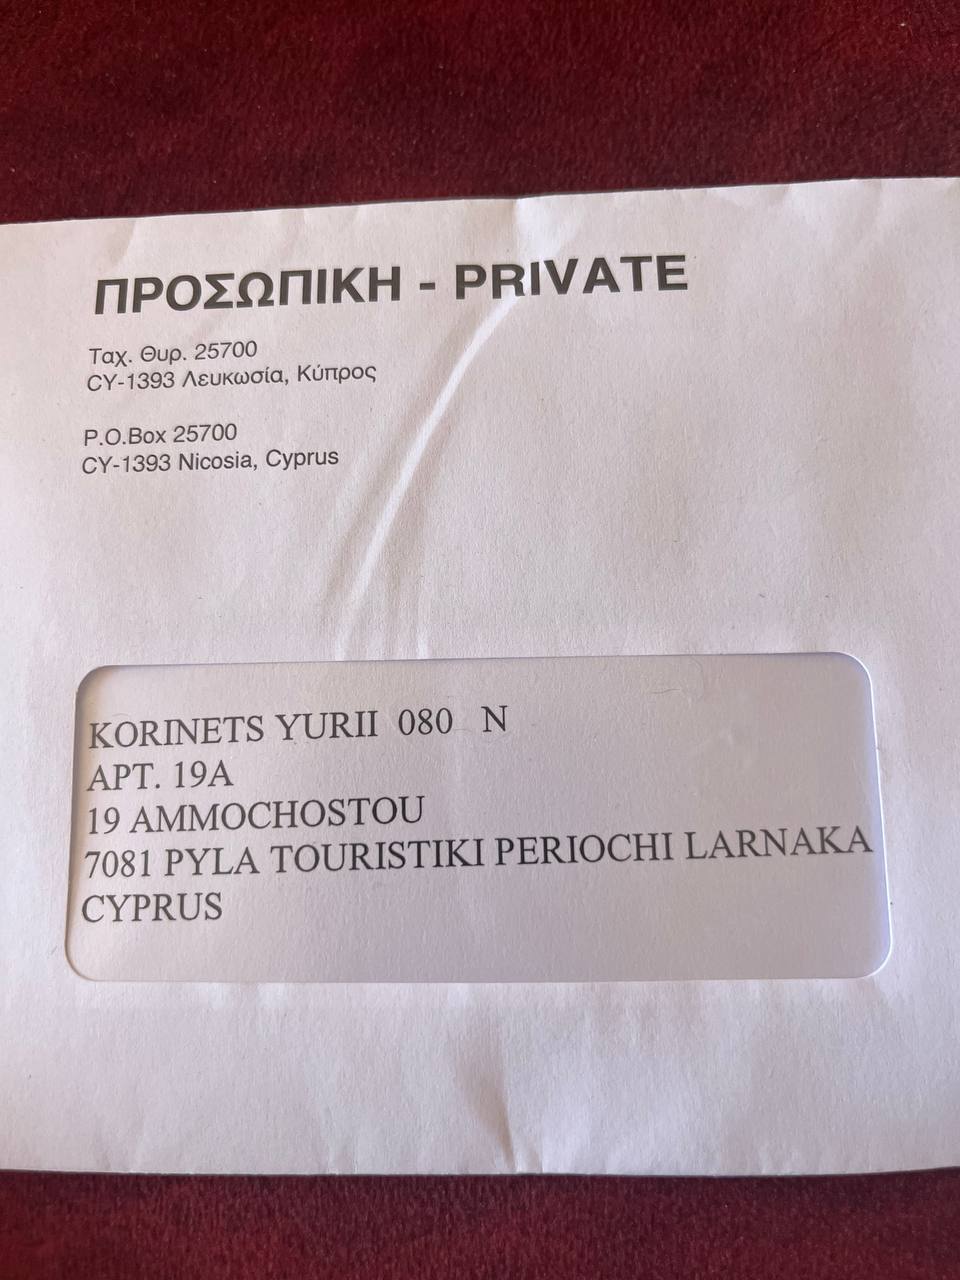 ΠΡΟΣΩΠΙΚΗ - PRIVATE
Ταχ. Θυρ. 25700
CY-1393 Λευκωσία, Κύπρος
P.O.Box 25700
CY-1393 Nicosia, Cyprus
KORINETS YURII 080 N
APT. 19A
19 AMMOCHOSTOU
7081 PYLA TOURISTIKI PERIOCHI LARNAKA
CYPRUS